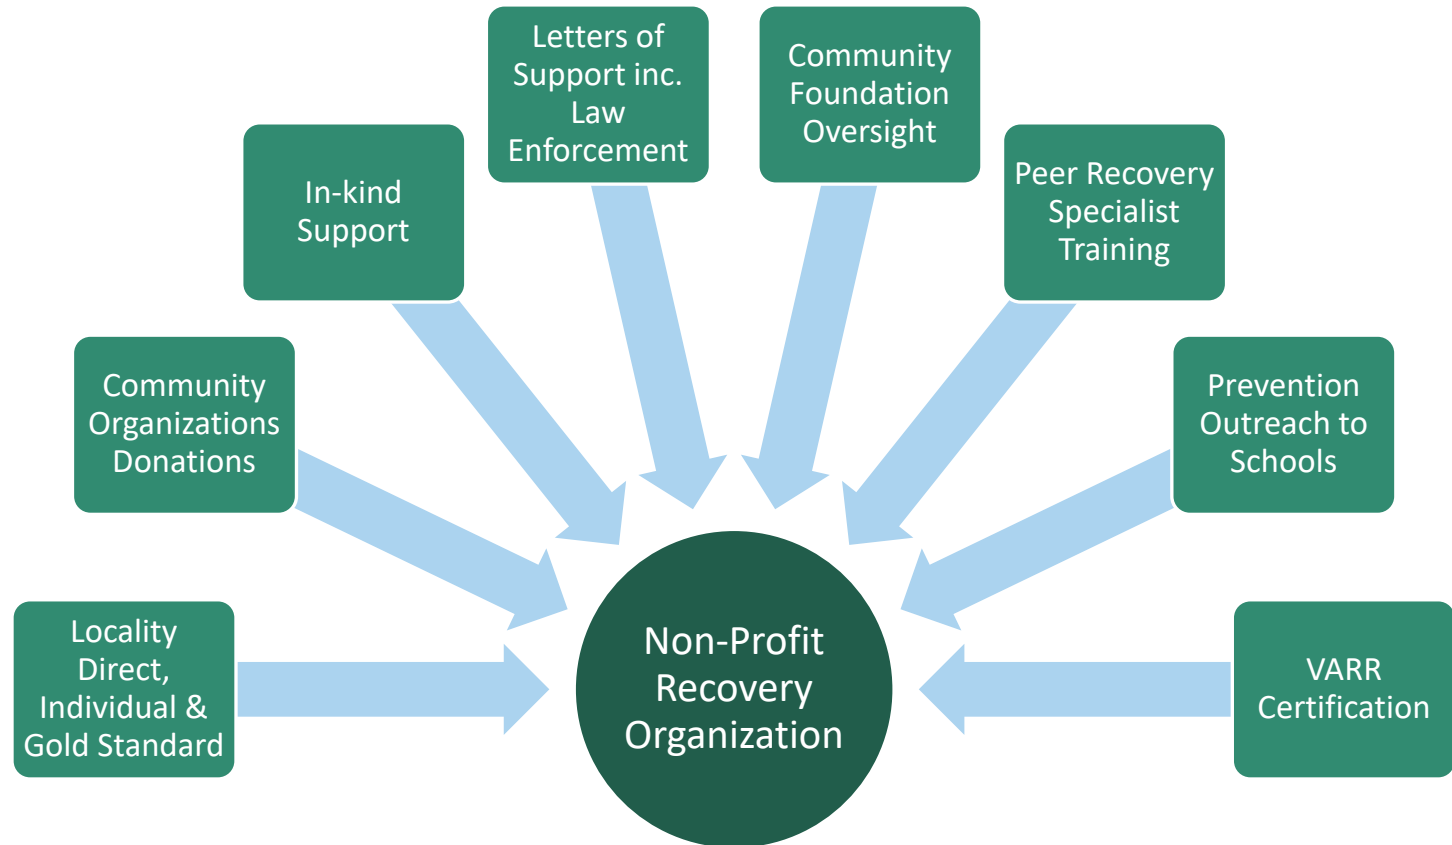 Letters of
Support inc.
Law
Enforcement
Community
Foundation
Oversight
In-kind
Support
Peer Recovery
Specialist
Training
Community
Organizations
Donations
Prevention
Outreach to
Schools
Locality
Direct,
Individual &
Gold Standard
Non-Profit
Recovery
Organization
VARR
Certification